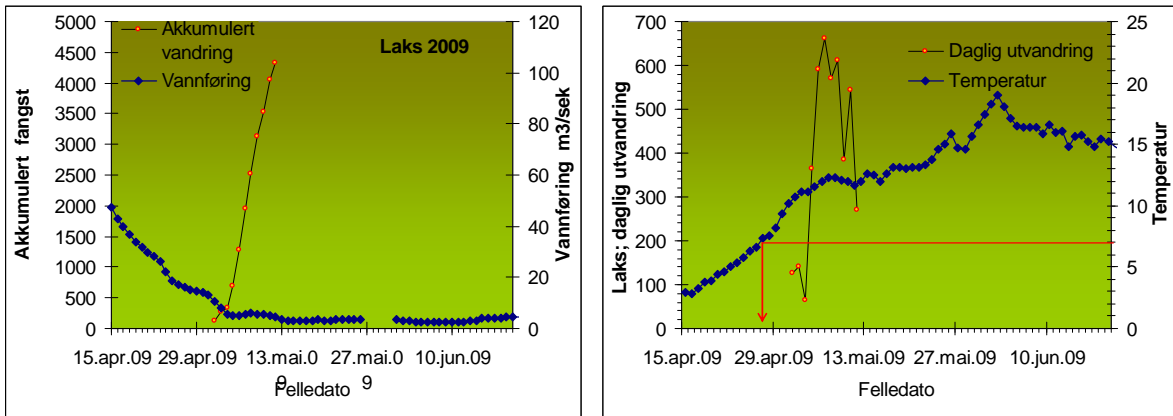 5000
4500
4000
3500
3000
2500
2000
1500
1000
500
0
Akkumulert fangst
Akkumulert
vandring
Vannføring
Laks 2009
120
100
80
60
40
20
0
Vannføring m3/sek
15.apr.09 29.apr.09 13.mai.0 27.mai.0 10.jun.09
9 9
Felledato
700
600
500
400
300
200
100
0
Laks; daglig utvandring
Daglig utvandring
Temperatur
25
20
15
10
5
0
Temperatur
15.apr.09 29.apr.09 13.mai.09 27.mai.09 10.jun.09
Felledato